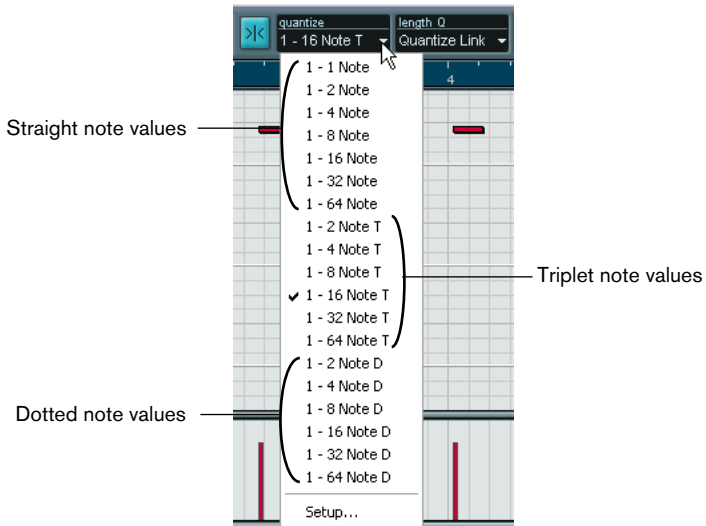 quantize length Q
1 - 16 Note T Quantize Link
4
1 - 1 Note
1 - 2 Note
1 - 4 Note
Straight note values
1 - 8 Note
1 - 16 Note
1 - 32 Note
1 - 64 Note
1 - 2 Note T
1 - 4 Note T
1 - 8 Note T
Triplet note values
1 - 16 Note T
1 - 32 Note T
1 - 64 Note T
1 - 2 Note D
1 - 4 Note D
1 - 8 Note D
Dotted note values
1 - 16 Note D
1 - 32 Note D
1 - 64 Note D
Setup...